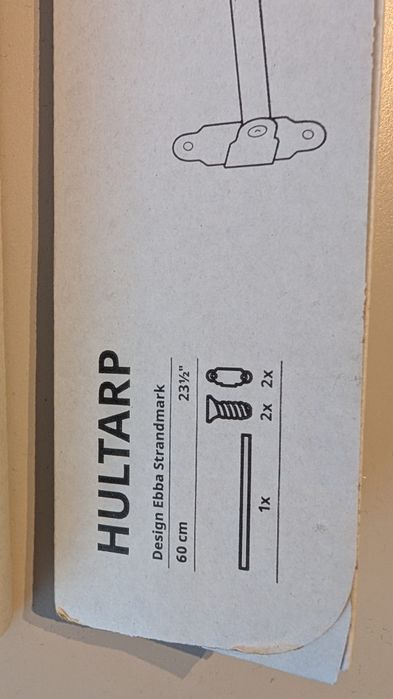 HULTARP
Design Ebba Strandmark
60 cm 23½"
1x 2x 2x